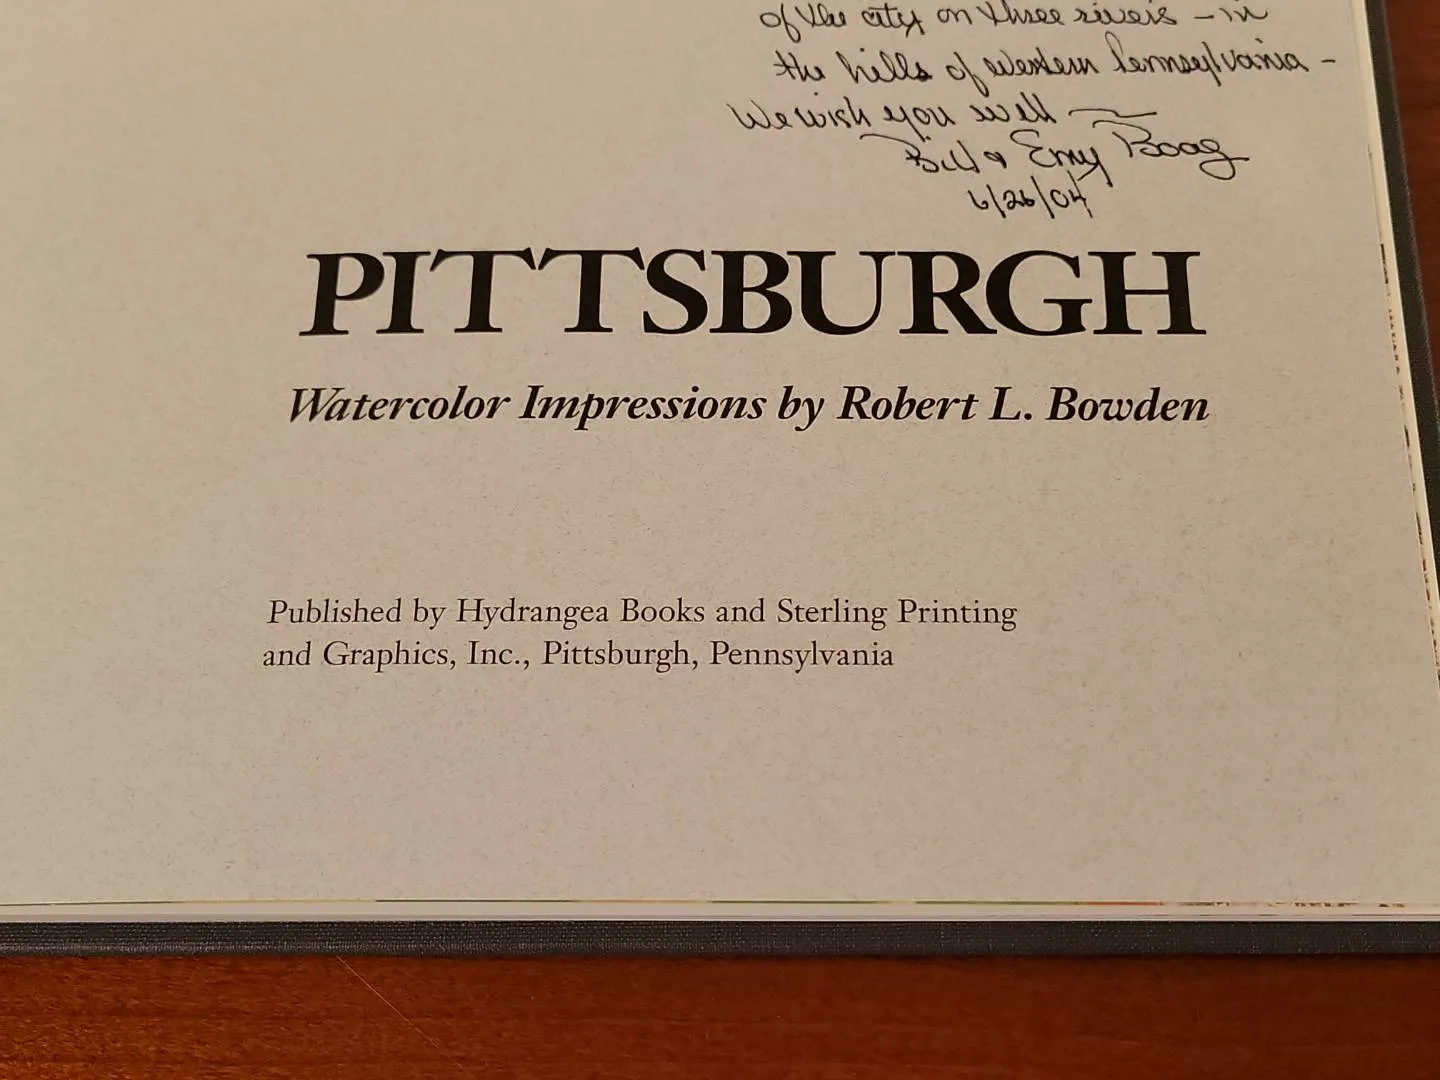 of the city on three rivers - in
the hills of western Pennsylvania -
We wish you well —
Bill & Emy Boag
6/26/04
PITTSBURGH
Watercolor Impressions by Robert L. Bowden
Published by Hydrangea Books and Sterling Printing
and Graphics, Inc., Pittsburgh, Pennsylvania